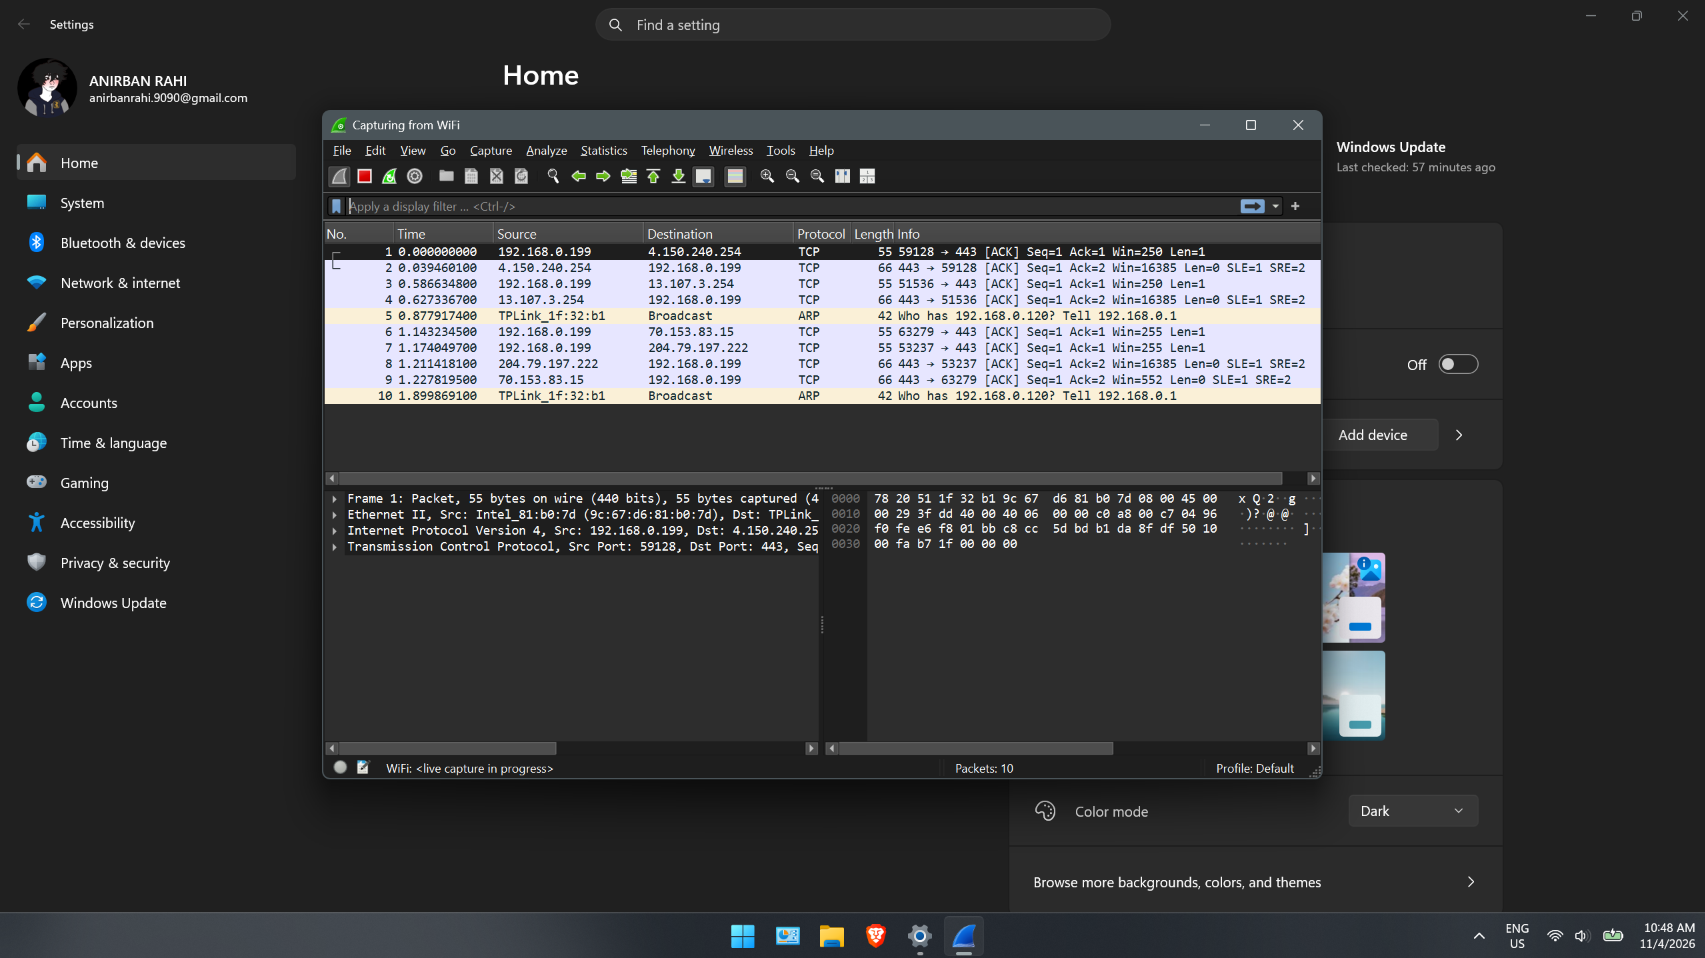 Settings
Find a setting
ANIRBAN RAHI
anirbanrahi.9090@gmail.com
Home
Home
System
Bluetooth & devices
Network & internet
Personalization
Apps
Accounts
Time & language
Gaming
Accessibility
Privacy & security
Windows Update
Windows Update
Last checked: 57 minutes ago
Off
Add device
Capturing from WiFi
File Edit View Go Capture Analyze Statistics Telephony Wireless Tools Help
Apply a display filter ... <Ctrl-/>
No. Time Source Destination Protocol Length Info
1 0.000000000 192.168.0.199 4.150.240.254 TCP 55 59128 → 443 [ACK] Seq=1 Ack=1 Win=250 Len=1
2 0.039460100 4.150.240.254 192.168.0.199 TCP 66 443 → 59128 [ACK] Seq=1 Ack=2 Win=16385 Len=0 SLE=1 SRE=2
3 0.586634800 192.168.0.199 13.107.3.254 TCP 55 51536 → 443 [ACK] Seq=1 Ack=1 Win=250 Len=1
4 0.627336700 13.107.3.254 192.168.0.199 TCP 66 443 → 51536 [ACK] Seq=1 Ack=2 Win=16385 Len=0 SLE=1 SRE=2
5 0.877917400 TPLink_1f:32:b1 Broadcast ARP 42 Who has 192.168.0.120? Tell 192.168.0.1
6 1.143234500 192.168.0.199 70.153.83.15 TCP 55 63279 → 443 [ACK] Seq=1 Ack=1 Win=255 Len=1
7 1.174049700 192.168.0.199 204.79.197.222 TCP 55 53237 → 443 [ACK] Seq=1 Ack=1 Win=255 Len=1
8 1.211418100 204.79.197.222 192.168.0.199 TCP 66 443 → 53237 [ACK] Seq=1 Ack=2 Win=16385 Len=0 SLE=1 SRE=2
9 1.227819500 70.153.83.15 192.168.0.199 TCP 66 443 → 63279 [ACK] Seq=1 Ack=2 Win=552 Len=0 SLE=1 SRE=2
10 1.899869100 TPLink_1f:32:b1 Broadcast ARP 42 Who has 192.168.0.120? Tell 192.168.0.1
Frame 1: Packet, 55 bytes on wire (440 bits), 55 bytes captured (4
Ethernet II, Src: Intel_81:b0:7d (9c:67:d6:81:b0:7d), Dst: TPLink_
Internet Protocol Version 4, Src: 192.168.0.199, Dst: 4.150.240.25
Transmission Control Protocol, Src Port: 59128, Dst Port: 443, Seq
0000 78 20 51 1f 32 b1 9c 67 d6 81 b0 7d 08 00 45 00 x Q·2··g ···
0010 00 29 3f dd 40 00 40 06 00 00 c0 a8 00 c7 04 96 ·)?·@·@· ···
0020 f0 fe e6 f8 01 bb c8 cc 5d bd b1 da 8f df 50 10 ········ ]··
0030 00 fa b7 1f 00 00 00 ·······
WiFi: <live capture in progress>
Packets: 10
Profile: Default
Color mode
Dark
Browse more backgrounds, colors, and themes
ENG
US
10:48 AM
11/4/2026